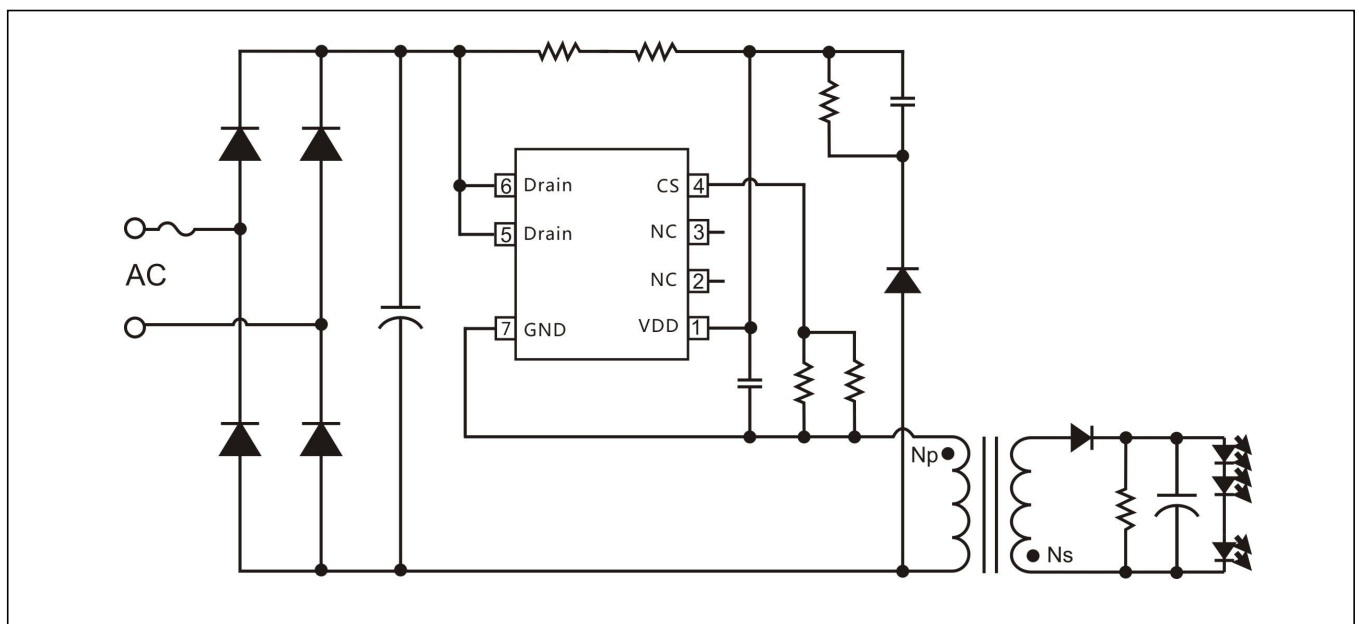 6 Drain CS 4
5 Drain NC 3
AC
NC 2
7 GND VDD 1
Np
Ns